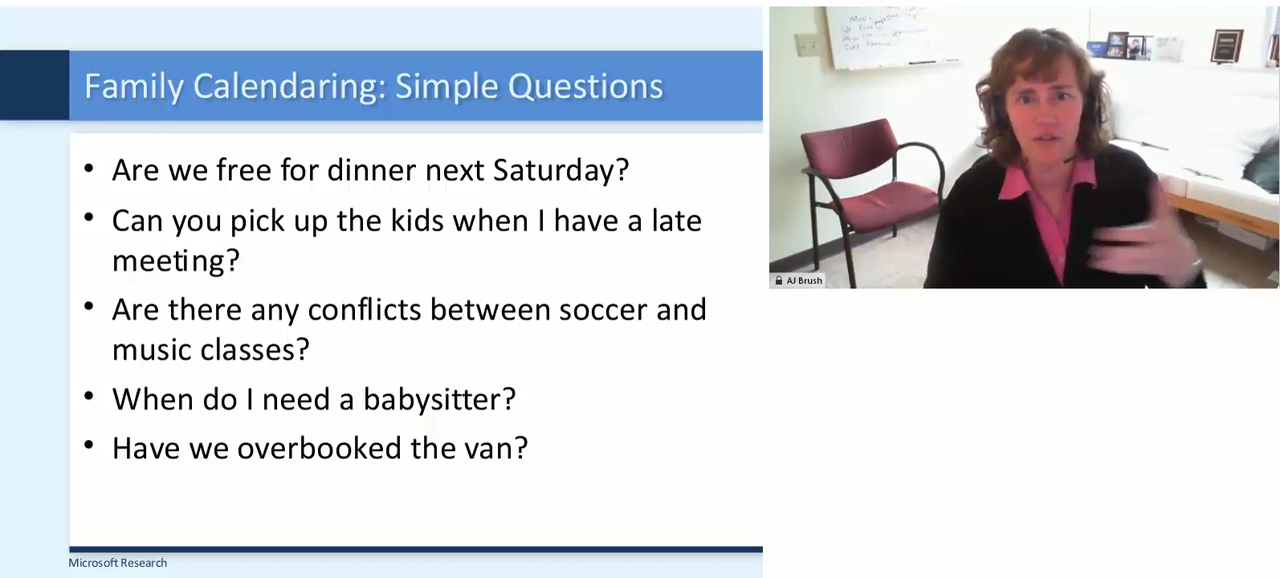 Family Calendaring: Simple Questions
• Are we free for dinner next Saturday?
• Can you pick up the kids when I have a late
meeting?
• Are there any conflicts between soccer and
music classes?
• When do I need a babysitter?
• Have we overbooked the van?
Microsoft Research
AJ Brush